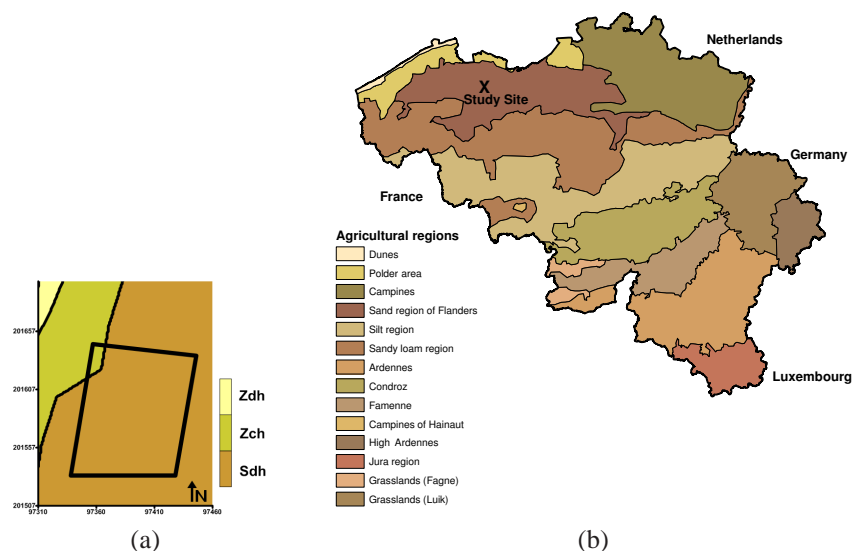 201657
201607
201557
201507
97310 97360 97410 97460
N
Zdh
Zch
Sdh
(a)
Netherlands
X
Study Site
Germany
France
Luxembourg
Agricultural regions
Dunes
Polder area
Campines
Sand region of Flanders
Silt region
Sandy loam region
Ardennes
Condroz
Famenne
Campines of Hainaut
High Ardennes
Jura region
Grasslands (Fagne)
Grasslands (Luik)
(b)